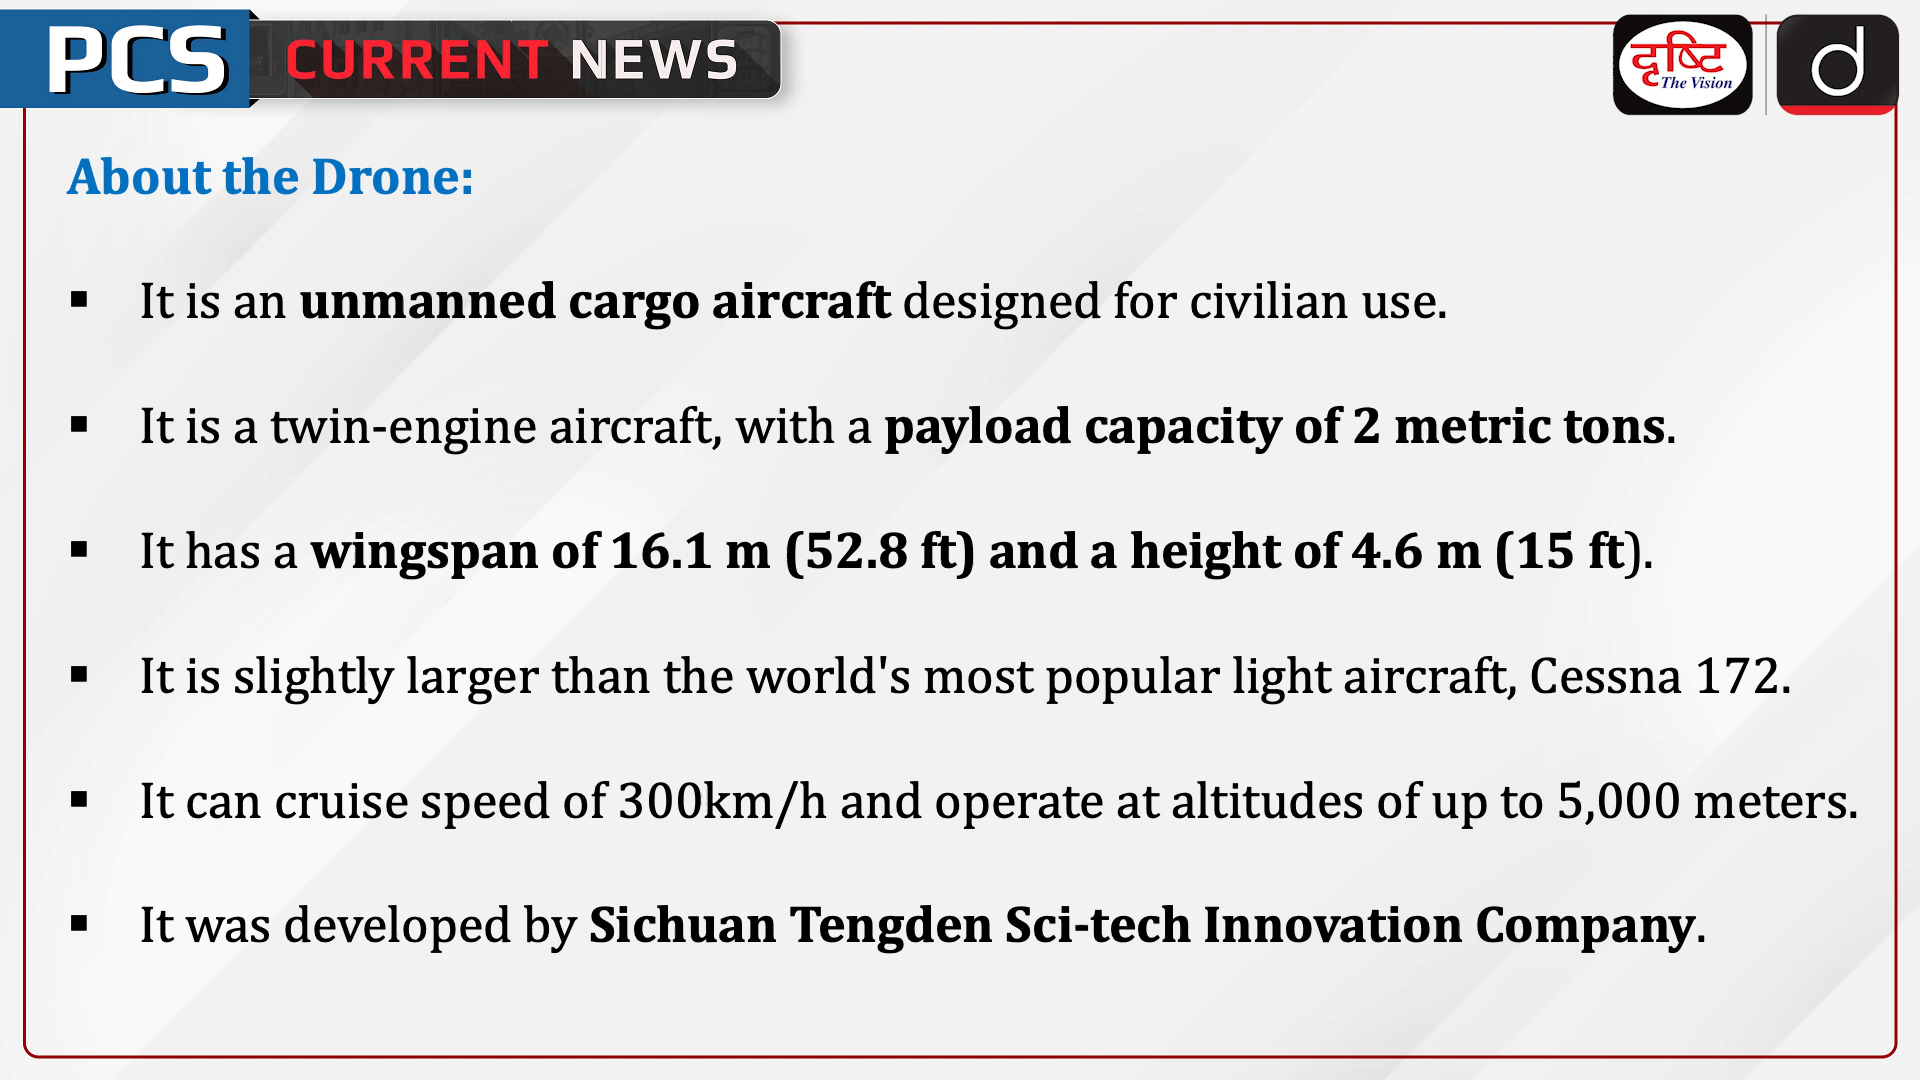 PCS CURRENT NEWS
दृष्टि
The Vision
d
About the Drone:
▪ It is an unmanned cargo aircraft designed for civilian use.
▪ It is a twin-engine aircraft, with a payload capacity of 2 metric tons.
▪ It has a wingspan of 16.1 m (52.8 ft) and a height of 4.6 m (15 ft).
▪ It is slightly larger than the world's most popular light aircraft, Cessna 172.
▪ It can cruise speed of 300km/h and operate at altitudes of up to 5,000 meters.
▪ It was developed by Sichuan Tengden Sci-tech Innovation Company.